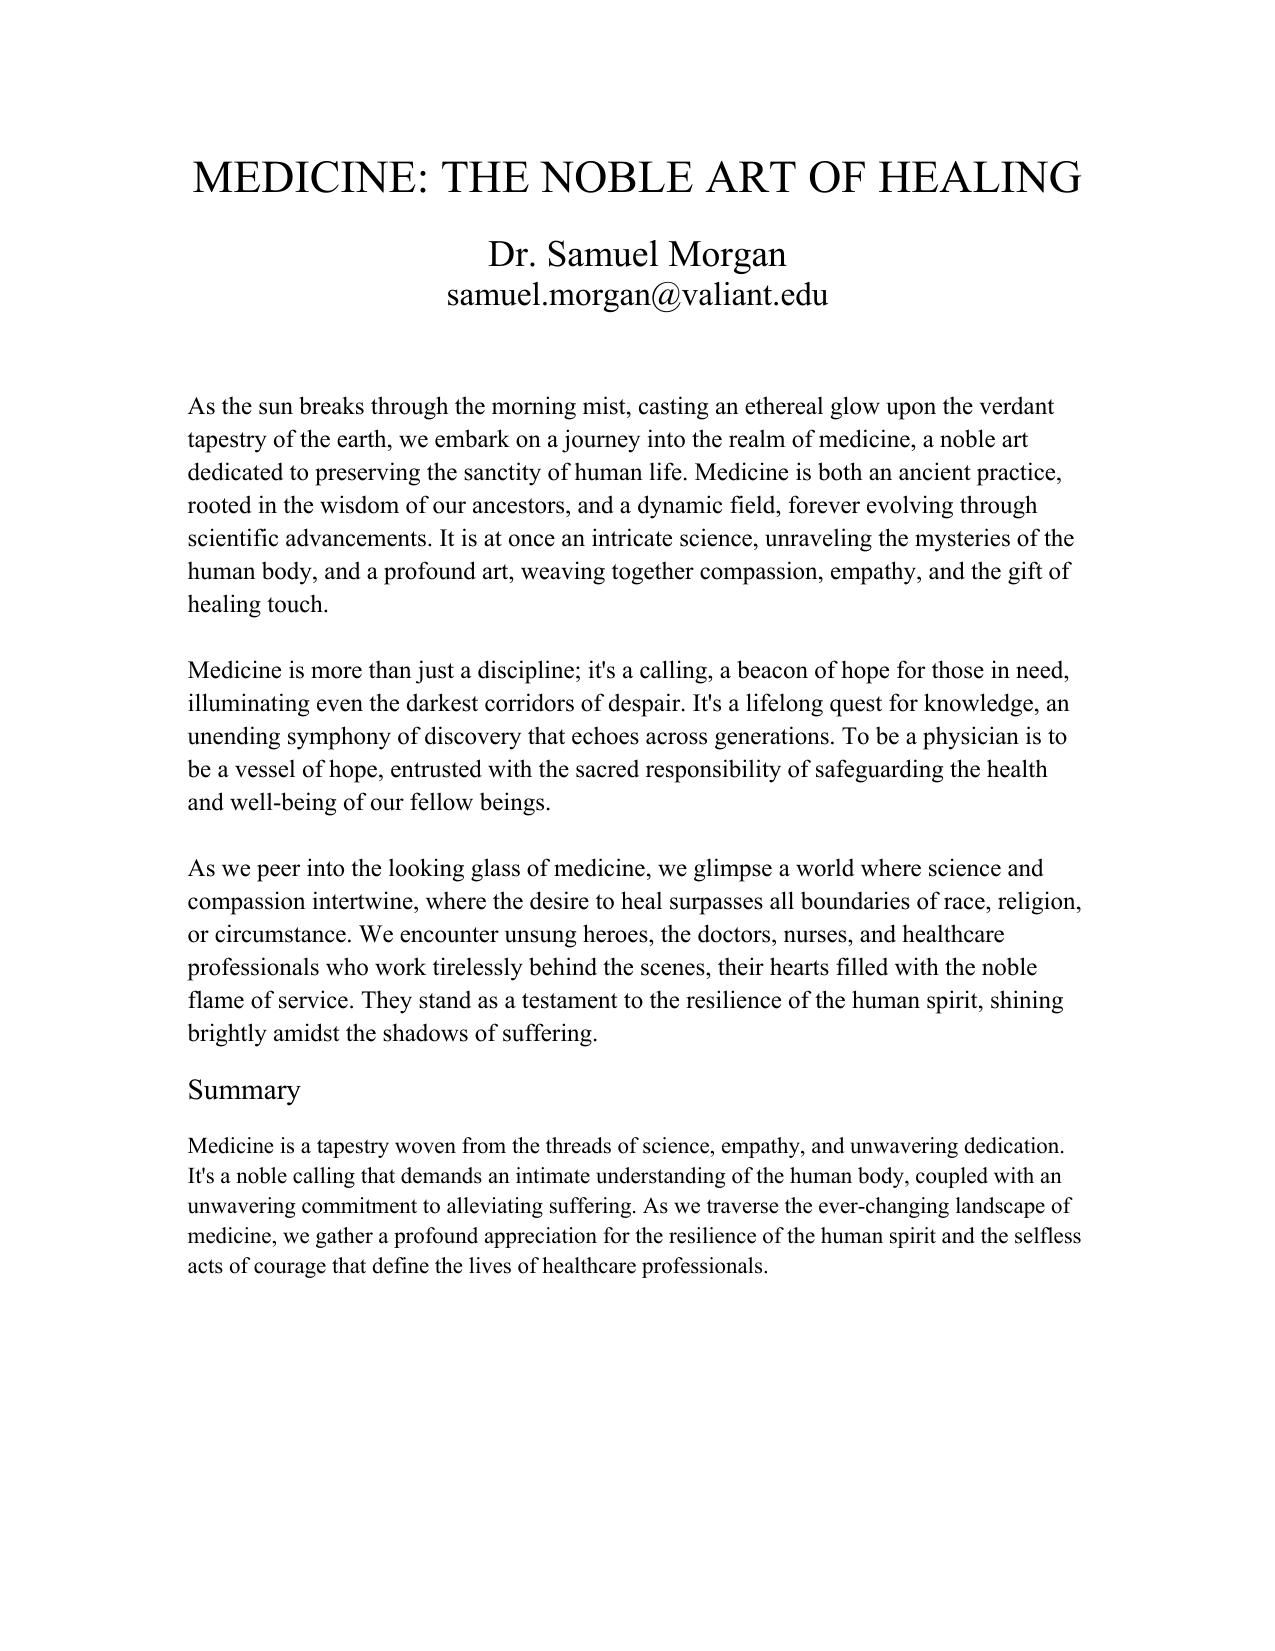 MEDICINE: THE NOBLE ART OF HEALING
Dr. Samuel Morgan
samuel.morgan@valiant.edu
As the sun breaks through the morning mist, casting an ethereal glow upon the verdant
tapestry of the earth, we embark on a journey into the realm of medicine, a noble art
dedicated to preserving the sanctity of human life. Medicine is both an ancient practice,
rooted in the wisdom of our ancestors, and a dynamic field, forever evolving through
scientific advancements. It is at once an intricate science, unraveling the mysteries of the
human body, and a profound art, weaving together compassion, empathy, and the gift of
healing touch.
Medicine is more than just a discipline; it's a calling, a beacon of hope for those in need,
illuminating even the darkest corridors of despair. It's a lifelong quest for knowledge, an
unending symphony of discovery that echoes across generations. To be a physician is to
be a vessel of hope, entrusted with the sacred responsibility of safeguarding the health
and well-being of our fellow beings.
As we peer into the looking glass of medicine, we glimpse a world where science and
compassion intertwine, where the desire to heal surpasses all boundaries of race, religion,
or circumstance. We encounter unsung heroes, the doctors, nurses, and healthcare
professionals who work tirelessly behind the scenes, their hearts filled with the noble
flame of service. They stand as a testament to the resilience of the human spirit, shining
brightly amidst the shadows of suffering.
Summary
Medicine is a tapestry woven from the threads of science, empathy, and unwavering dedication.
It's a noble calling that demands an intimate understanding of the human body, coupled with an
unwavering commitment to alleviating suffering. As we traverse the ever-changing landscape of
medicine, we gather a profound appreciation for the resilience of the human spirit and the selfless
acts of courage that define the lives of healthcare professionals.